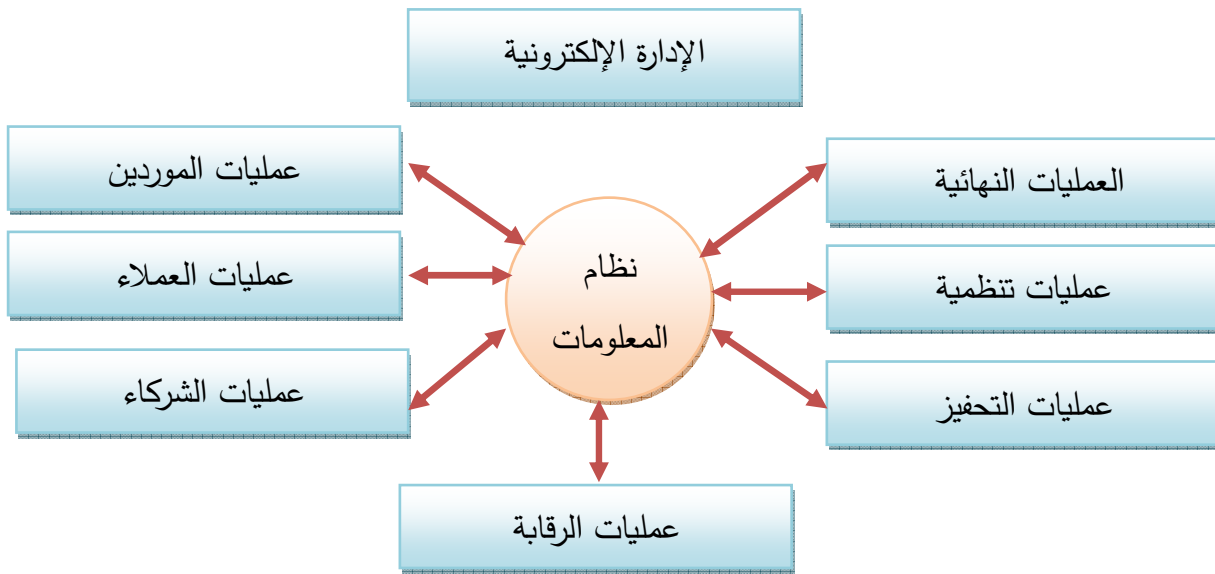 الإدارة الإلكترونية
العمليات النهائية
عمليات الموردين
نظام
المعلومات
عمليات تنظمية
عمليات العملاء
عمليات التحفيز
عمليات الشركاء
عمليات الرقابة